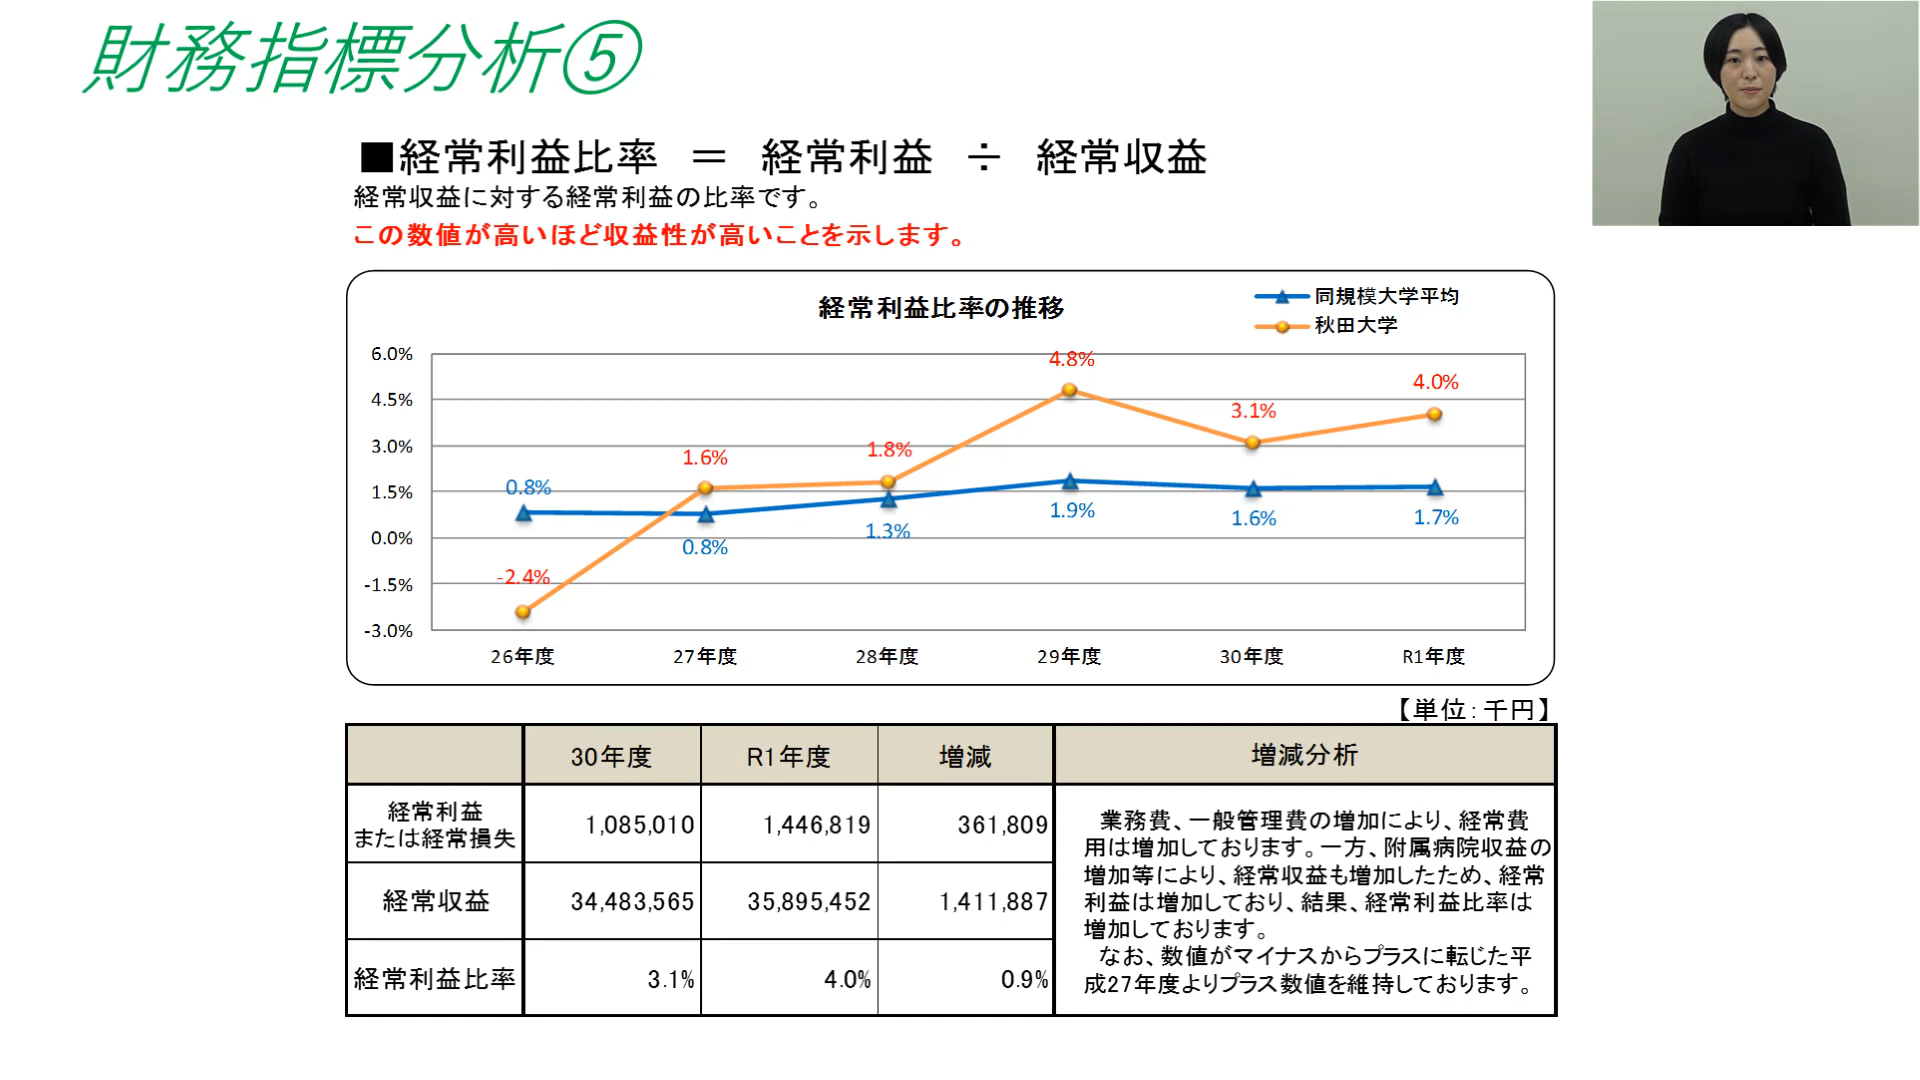 財務指標分析⑤
■経常利益比率 ＝ 経常利益 ÷ 経常収益
経常収益に対する経常利益の比率です。
この数値が高いほど収益性が高いことを示します。
経常利益比率の推移
同規模大学平均
秋田大学
6.0%
4.5%
3.0%
1.5%
0.0%
-1.5%
-3.0%
0.8%
0.8%
1.3%
1.9%
1.6%
1.7%
-2.4%
1.6%
1.8%
4.8%
3.1%
4.0%
26年度 27年度 28年度 29年度 30年度 R1年度
【単位：千円】
30年度 R1年度 増減 増減分析
経常利益
または経常損失 1,085,010 1,446,819 361,809
経常収益 34,483,565 35,895,452 1,411,887
経常利益比率 3.1% 4.0% 0.9%
業務費、一般管理費の増加により、経常費
用は増加しております。一方、附属病院収益の
増加等により、経常収益も増加したため、経常
利益は増加しており、結果、経常利益比率は
増加しております。
なお、数値がマイナスからプラスに転じた平
成27年度よりプラス数値を維持しております。